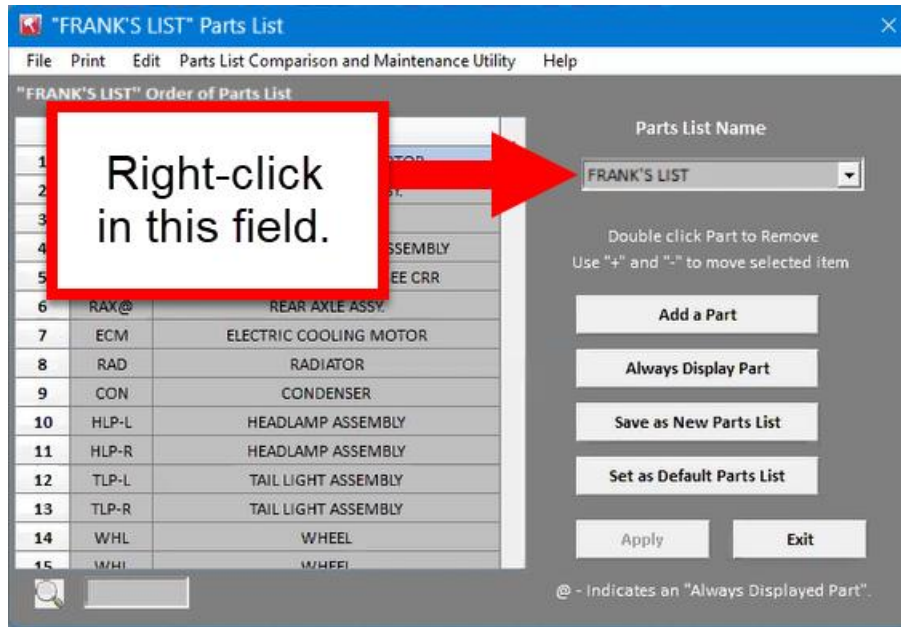 "FRANK'S LIST" Parts List
File Print Edit Parts List Comparison and Maintenance Utility Help
"FRANK'S LIST" Order of Parts List
Parts List Name
FRANK'S LIST
Right-click
in this field.
Double click Part to Remove
Use "+" and "-" to move selected item
1
2
3
4 ASSEMBLY
5 CRR
6 RAX@ REAR AXLE ASSY.
7 ECM ELECTRIC COOLING MOTOR
8 RAD RADIATOR
9 CON CONDENSER
10 HLP-L HEADLAMP ASSEMBLY
11 HLP-R HEADLAMP ASSEMBLY
12 TLP-L TAIL LIGHT ASSEMBLY
13 TLP-R TAIL LIGHT ASSEMBLY
14 WHL WHEEL
15 WHL WHEEL
Add a Part
Always Display Part
Save as New Parts List
Set as Default Parts List
Apply Exit
@ - Indicates an "Always Displayed Part".